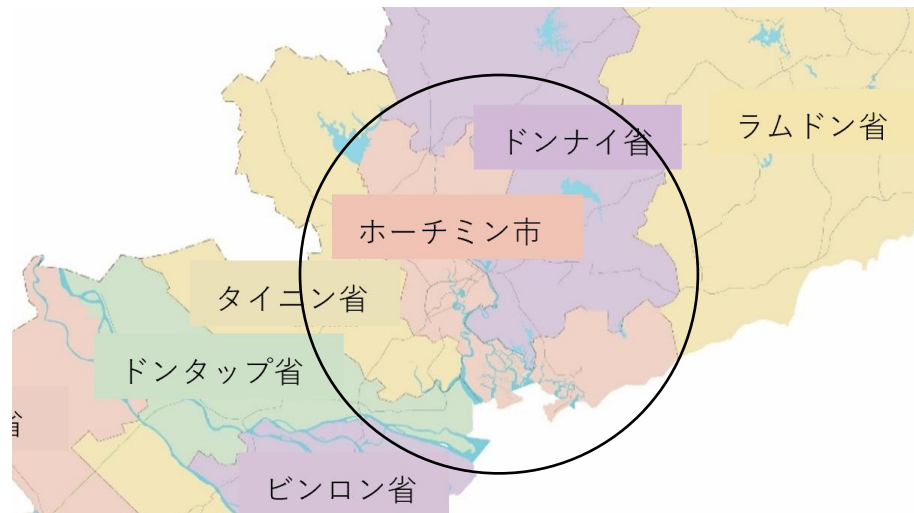 ドンナイ省
ラムドン省
ホーチミン市
タイニン省
ドンタップ省
省
ビンロン省